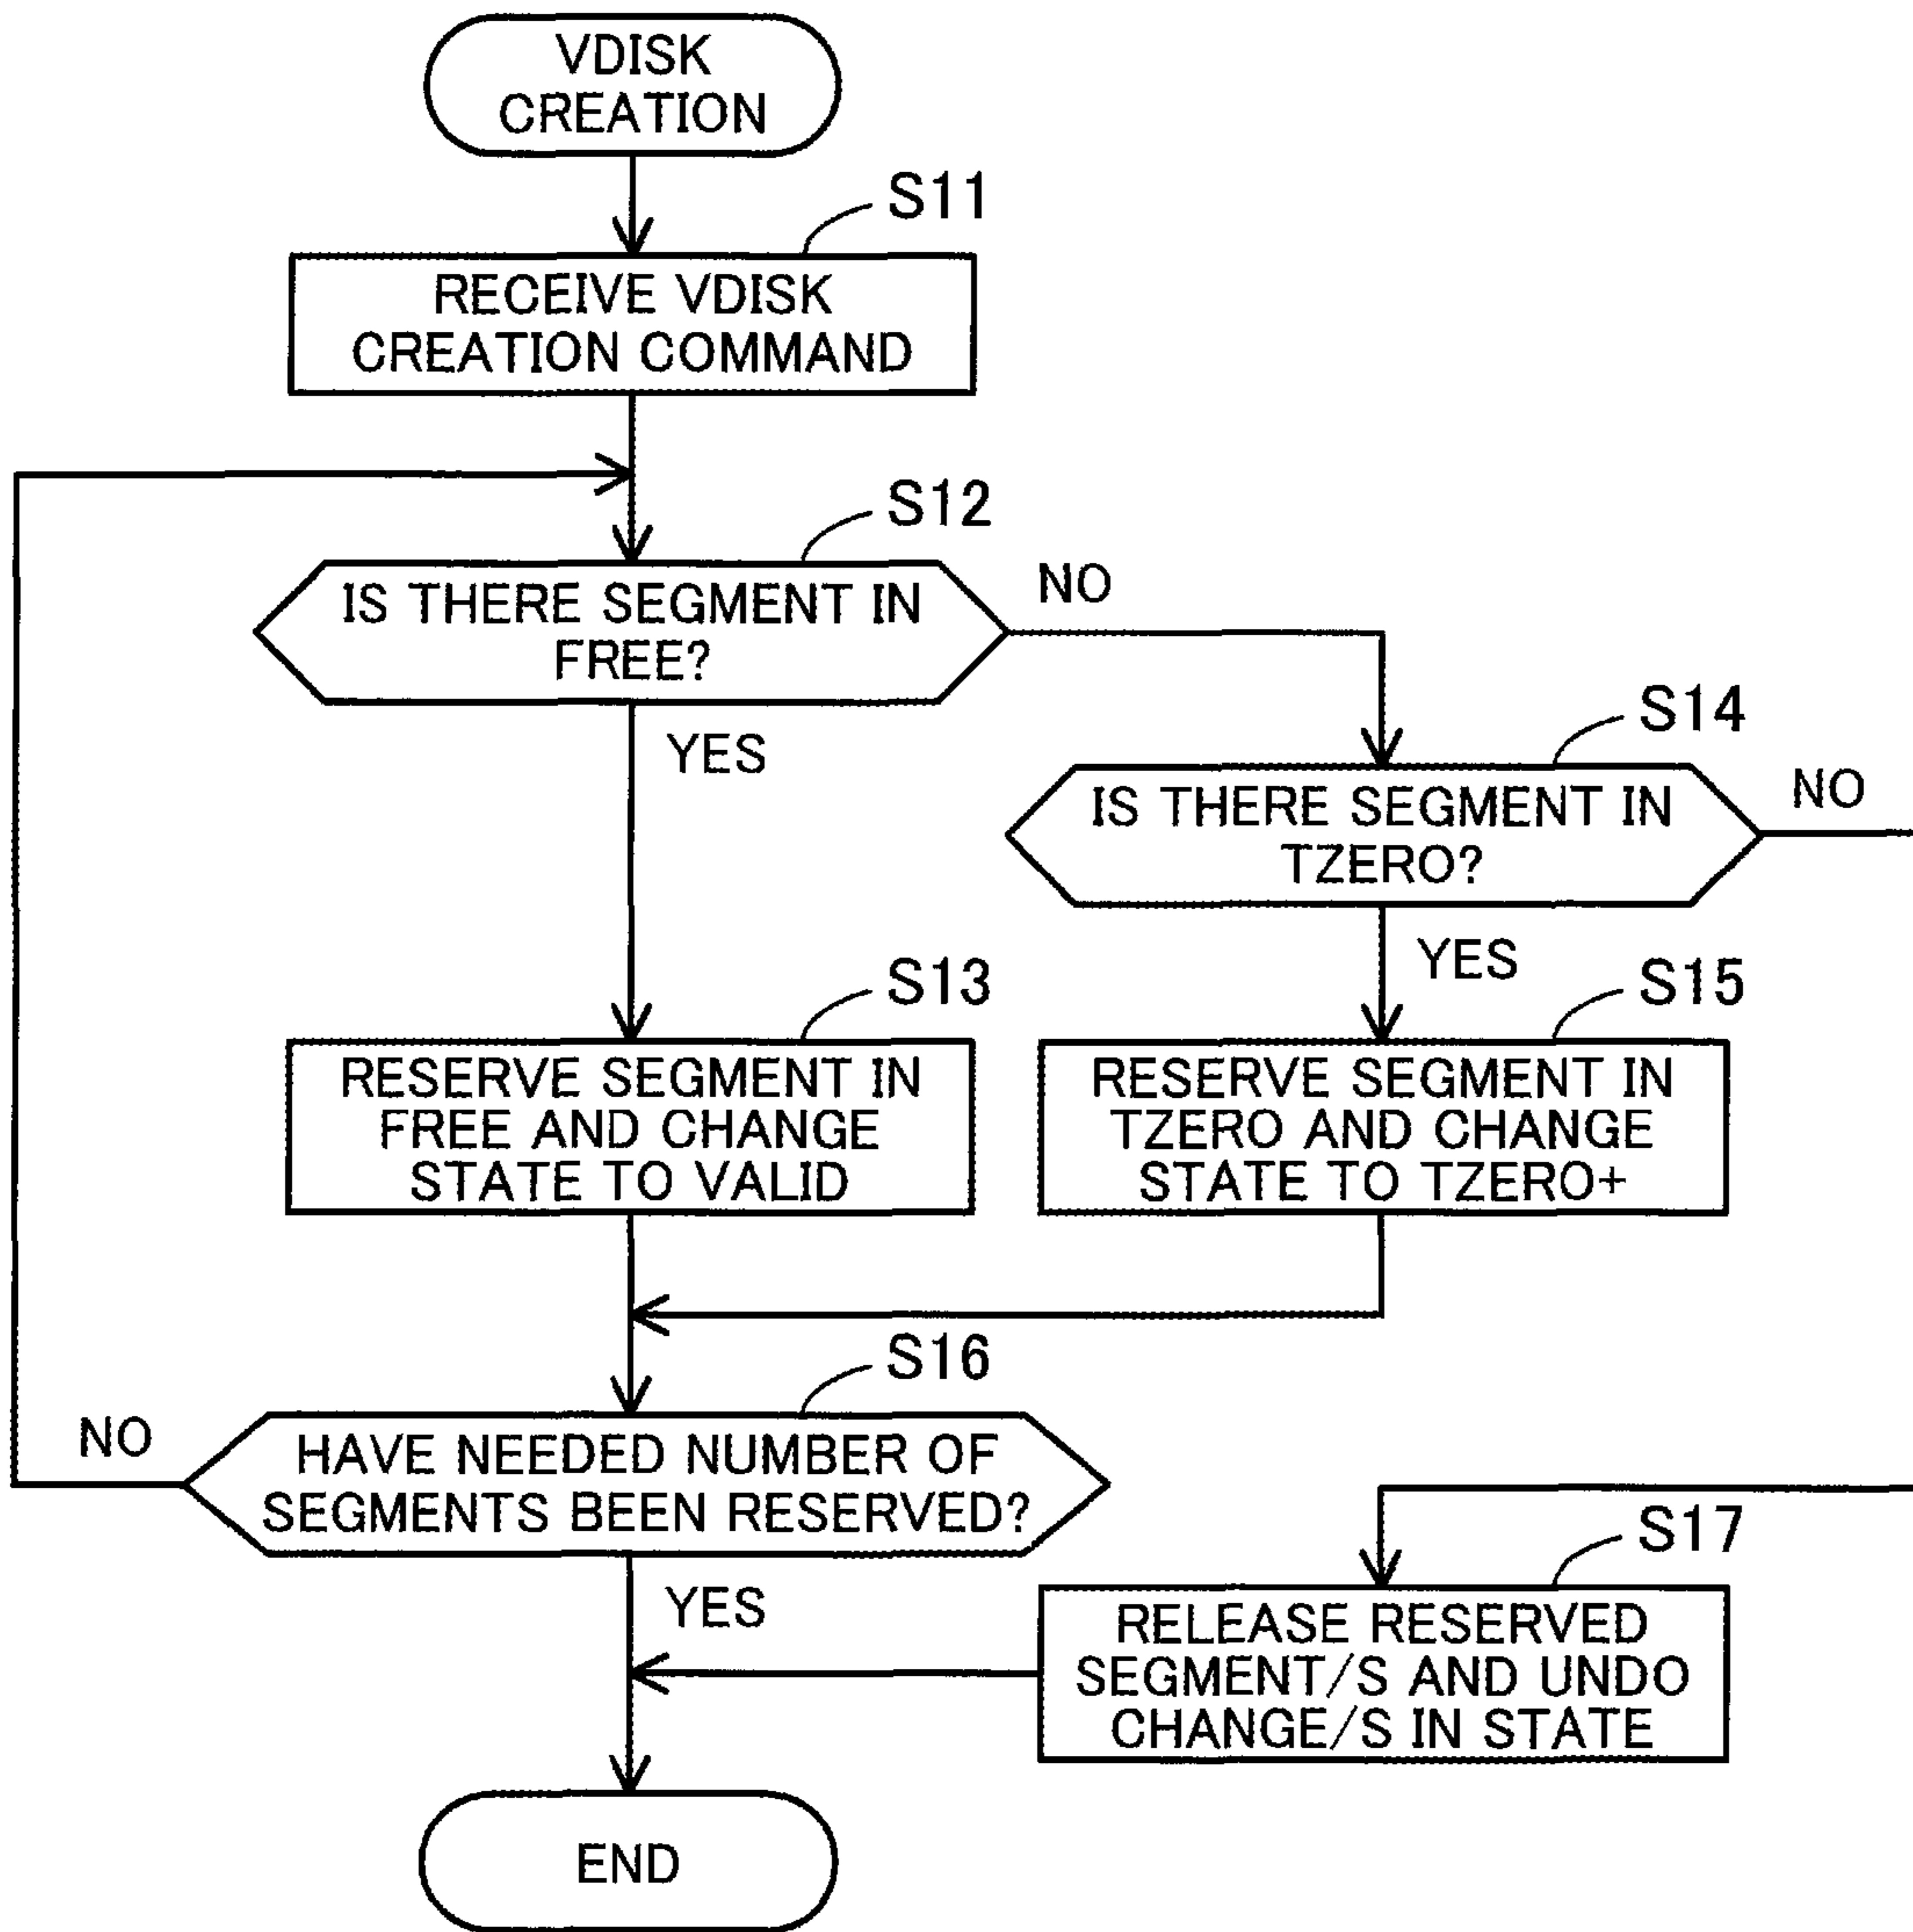 VDISK
CREATION
S11
RECEIVE VDISK
CREATION COMMAND
S12
IS THERE SEGMENT IN
FREE?
NO
YES
S14
IS THERE SEGMENT IN
TZERO?
NO
YES
S13
RESERVE SEGMENT IN
FREE AND CHANGE
STATE TO VALID
S15
RESERVE SEGMENT IN
TZERO AND CHANGE
STATE TO TZERO+
S16
HAVE NEEDED NUMBER OF
SEGMENTS BEEN RESERVED?
NO
YES
S17
RELEASE RESERVED
SEGMENT/S AND UNDO
CHANGE/S IN STATE
END